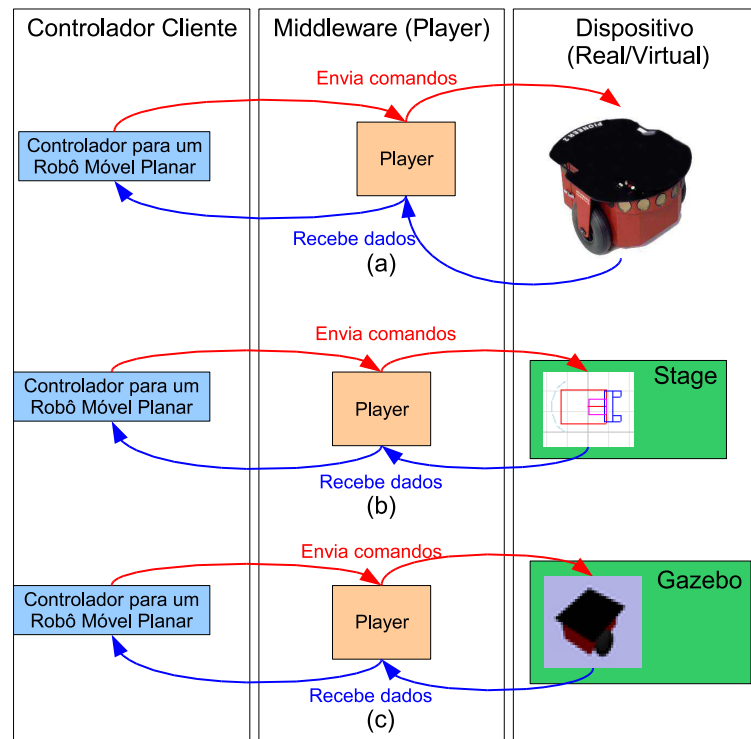 Controlador Cliente
Middleware (Player)
Dispositivo
(Real/Virtual)
Envia comandos
Controlador para um
Robô Móvel Planar
Player
PIONEER 2
Recebe dados
(a)
Envia comandos
Controlador para um
Robô Móvel Planar
Player
Stage
Recebe dados
(b)
Envia comandos
Controlador para um
Robô Móvel Planar
Player
Gazebo
Recebe dados
(c)